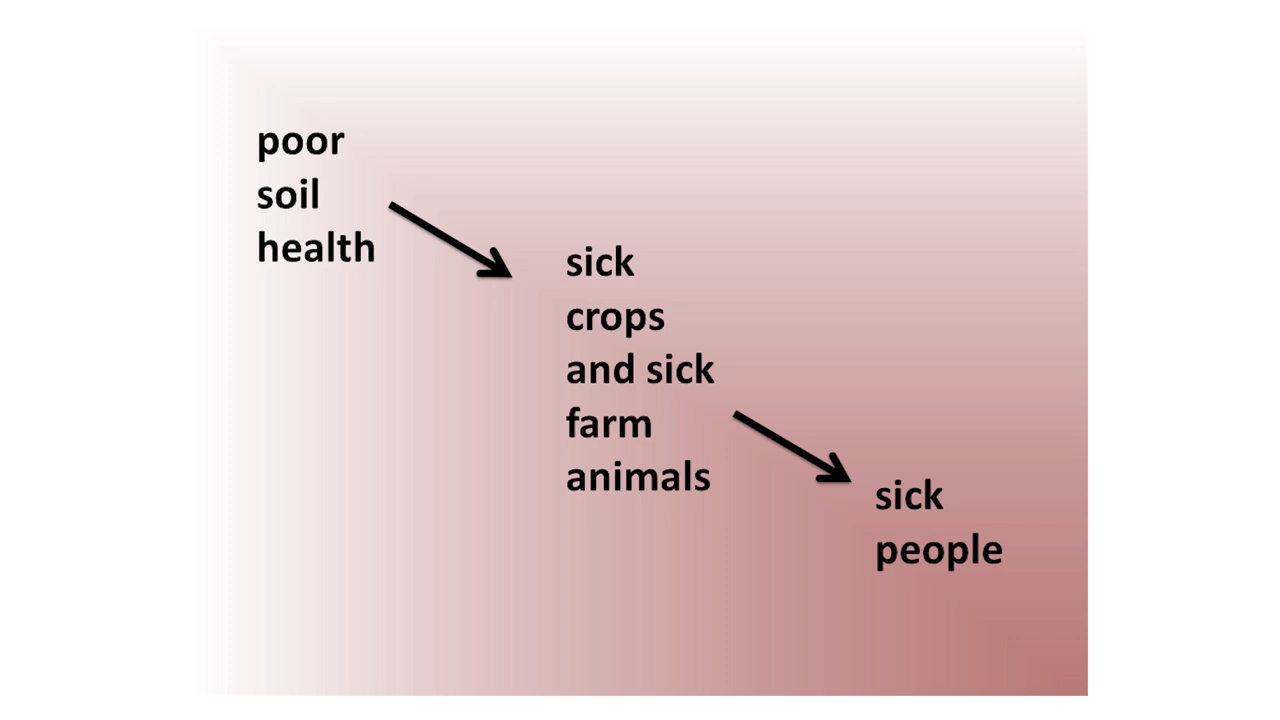 poor
soil
health
sick
crops
and sick
farm
animals
sick
people